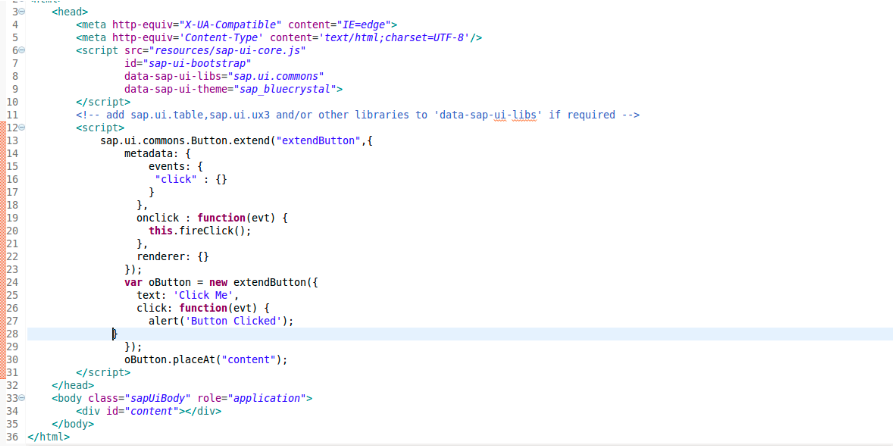 3 <head>
4 <meta http-equiv="X-UA-Compatible" content="IE=edge">
5 <meta http-equiv='Content-Type' content='text/html;charset=UTF-8'/>
6 <script src="resources/sap-ui-core.js"
7 id="sap-ui-bootstrap"
8 data-sap-ui-libs="sap.ui.commons"
9 data-sap-ui-theme="sap_bluecrystal">
10 </script>
11 <!-- add sap.ui.table,sap.ui.ux3 and/or other libraries to 'data-sap-ui-libs' if required -->
12 <script>
13 sap.ui.commons.Button.extend("extendButton",{
14 metadata: {
15 events: {
16 "click" : {}
17 }
18 },
19 onclick : function(evt) {
20 this.fireClick();
21 },
22 renderer: {}
23 });
24 var oButton = new extendButton({
25 text: 'Click Me',
26 click: function(evt) {
27 alert('Button Clicked');
28 }
29 });
30 oButton.placeAt("content");
31 </script>
32 </head>
33 <body class="sapUiBody" role="application">
34 <div id="content"></div>
35 </body>
36 </html>